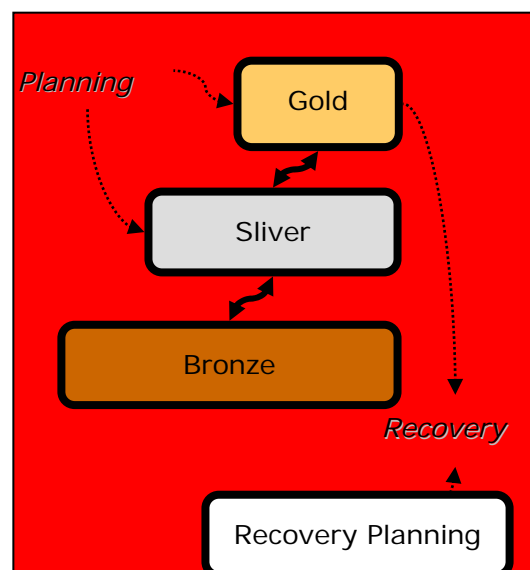 Planning
Gold
Sliver
Bronze
Recovery
Recovery Planning